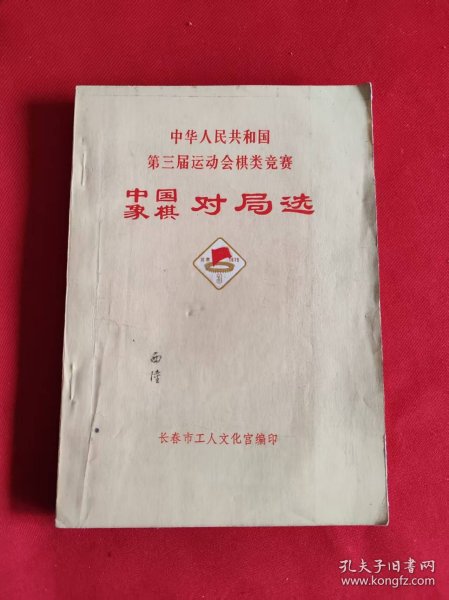 中华人民共和国
第三届运动会棋类竞赛
中国象棋 对局选
西
长春市工人文化宫编印
孔夫子旧书网
www.kongfz.com